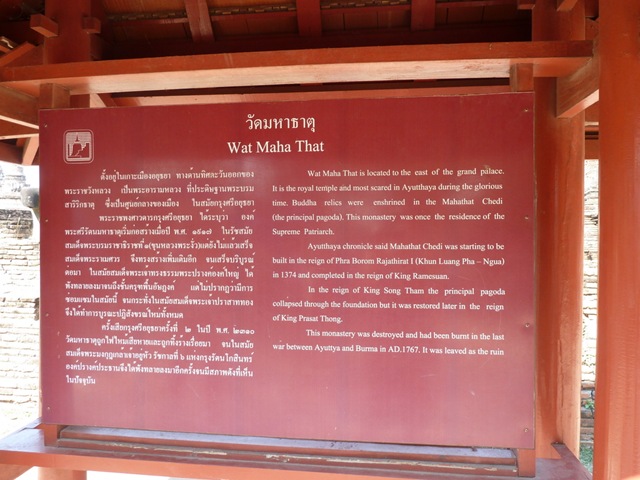 วัดมหาธาตุ
Wat Maha That
ตั้งอยู่ในเกาะเมืองอยุธยา ทางด้านทิศตะวันออกของ
พระราชวังหลวง เป็นพระอารามหลวง ที่ประดิษฐานพระบรม
สารีริกธาตุ ซึ่งเป็นศูนย์กลางของเมือง ในสมัยกรุงศรีอยุธยา
พระราชพงศาวดารกรุงศรีอยุธยา ได้ระบุว่า องค์
พระศรีรัตนมหาธาตุเริ่มก่อสร้างเมื่อปี พ.ศ. ๑๙๑๗ ในรัชสมัย
สมเด็จพระบรมราชาธิราชที่๑(ขุนหลวงพระงั่ว)แต่ยังไม่แล้วเสร็จ
สมเด็จพระราเมศวร จึงทรงสร้างเพิ่มเติมอีก จนเสร็จบริบูรณ์
ต่อมา ในสมัยสมเด็จพระเจ้าทรงธรรมพระปรางค์องค์ใหญ่ ได้
พังทลายลงมาจนถึงชั้นครุฑพื้นอัษฎงค์ แต่ไม่ปรากฏว่ามีการ
ซ่อมแซมในสมัยนี้ จนกระทั่งในสมัยสมเด็จพระเจ้าปราสาททอง
จึงได้ทำการบูรณะปฏิสังขรณ์ใหม่ทั้งหมด
ครั้งเสียกรุงศรีอยุธยาครั้งที่ ๒ ในปี พ.ศ. ๒๓๑๐
วัดมหาธาตุถูกไฟไหม้เสียหายและถูกทิ้งร้างเรื่อยมา จนในสมัย
สมเด็จพระมงกุฎเกล้าเจ้าอยู่หัว รัชกาลที่ ๖ แห่งกรุงรัตนโกสินทร์
องค์ปรางค์ประธานจึงได้พังทลายลงมาอีกครั้งจนมีสภาพดังที่เห็น
ในปัจจุบัน
Wat Maha That is located to the east of the grand palace.
It is the royal temple and most scared in Ayutthaya during the glorious
time. Buddha relics were enshrined in the Mahathat Chedi
(the principal pagoda). This monastery was once the residence of the
Supreme Patriarch.
Ayutthaya chronicle said Mahathat Chedi was starting to be
built in the reign of Phra Borom Rajathirat I (Khun Luang Pha – Ngua)
in 1374 and completed in the reign of King Ramesuan.
In the reign of King Song Tham the principal pagoda
collapsed through the foundation but it was restored later in the reign
of King Prasat Thong.
This monastery was destroyed and had been burnt in the last
war between Ayuttya and Burma in AD.1767. It was leaved as the ruin